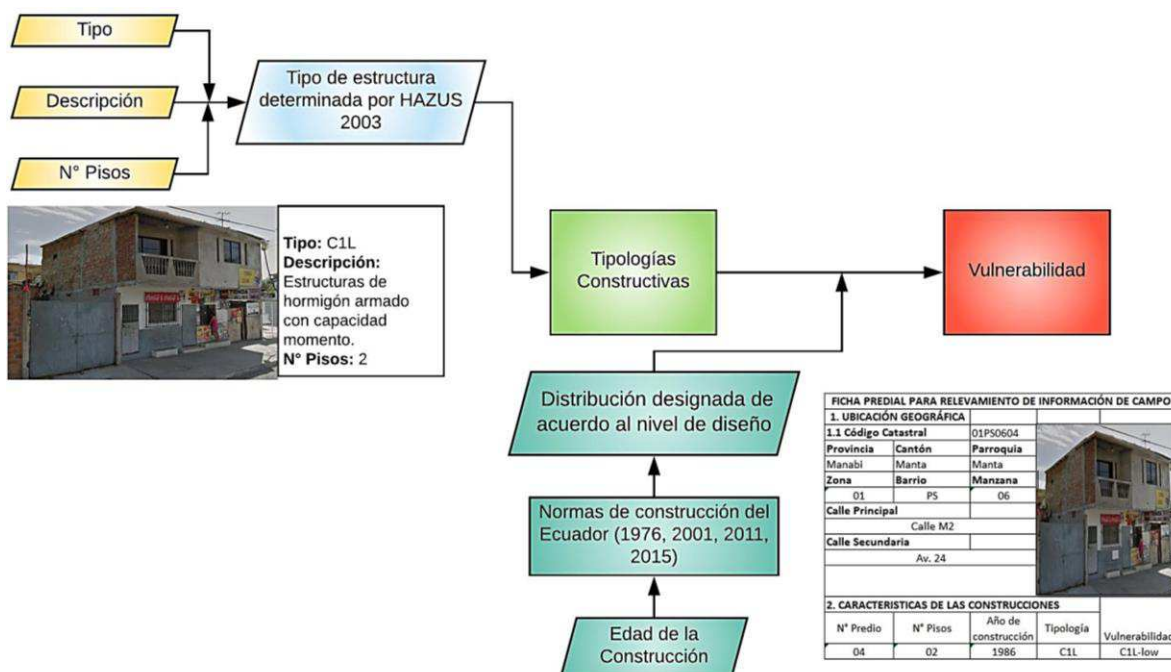 Tipo
Descripción
N° Pisos
Tipo de estructura
determinada por HAZUS
2003
Tipo: C1L
Descripción:
Estructuras de
hormigón armado
con capacidad
momento.
N° Pisos: 2
Tipologías
Constructivas
Vulnerabilidad
Distribución designada de
acuerdo al nivel de diseño
Normas de construcción del
Ecuador (1976, 2001, 2011,
2015)
Edad de la
Construcción
FICHA PREDIAL PARA RELEVAMIENTO DE INFORMACIÓN DE CAMPO
1. UBICACIÓN GEOGRÁFICA
1.1 Código Catastral 01PS0604
Provincia Cantón Parroquia
Manabí Manta Manta
Zona Barrio Manzana
01 PS 06
Calle Principal
Calle M2
Calle Secundaria
Av. 24
2. CARACTERISTICAS DE LAS CONSTRUCCIONES
N° Predio N° Pisos Año de construcción Tipología Vulnerabilidad
04 02 1986 C1L C1L-low